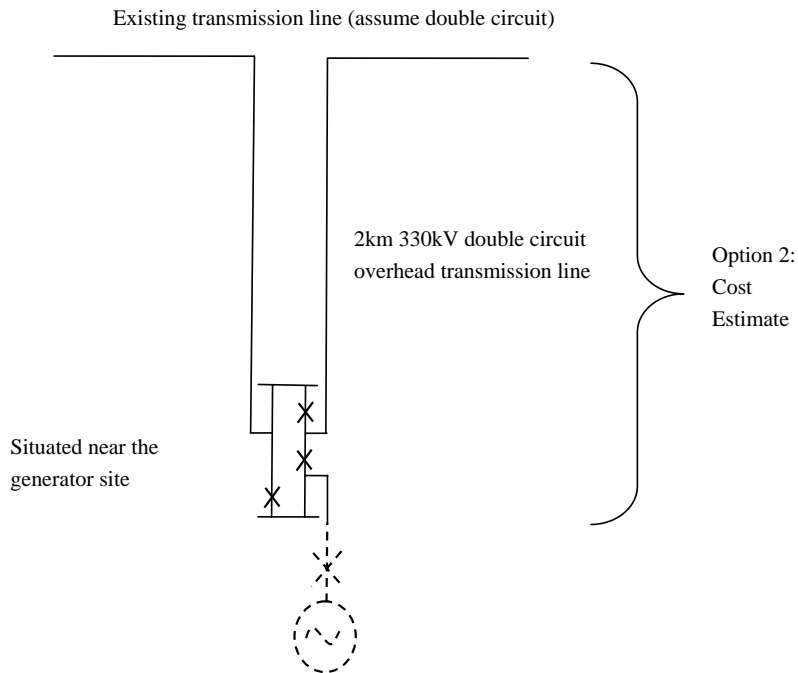 Existing transmission line (assume double circuit)
2km 330kV double circuit
overhead transmission line
Option 2:
Cost
Estimate
Situated near the
generator site